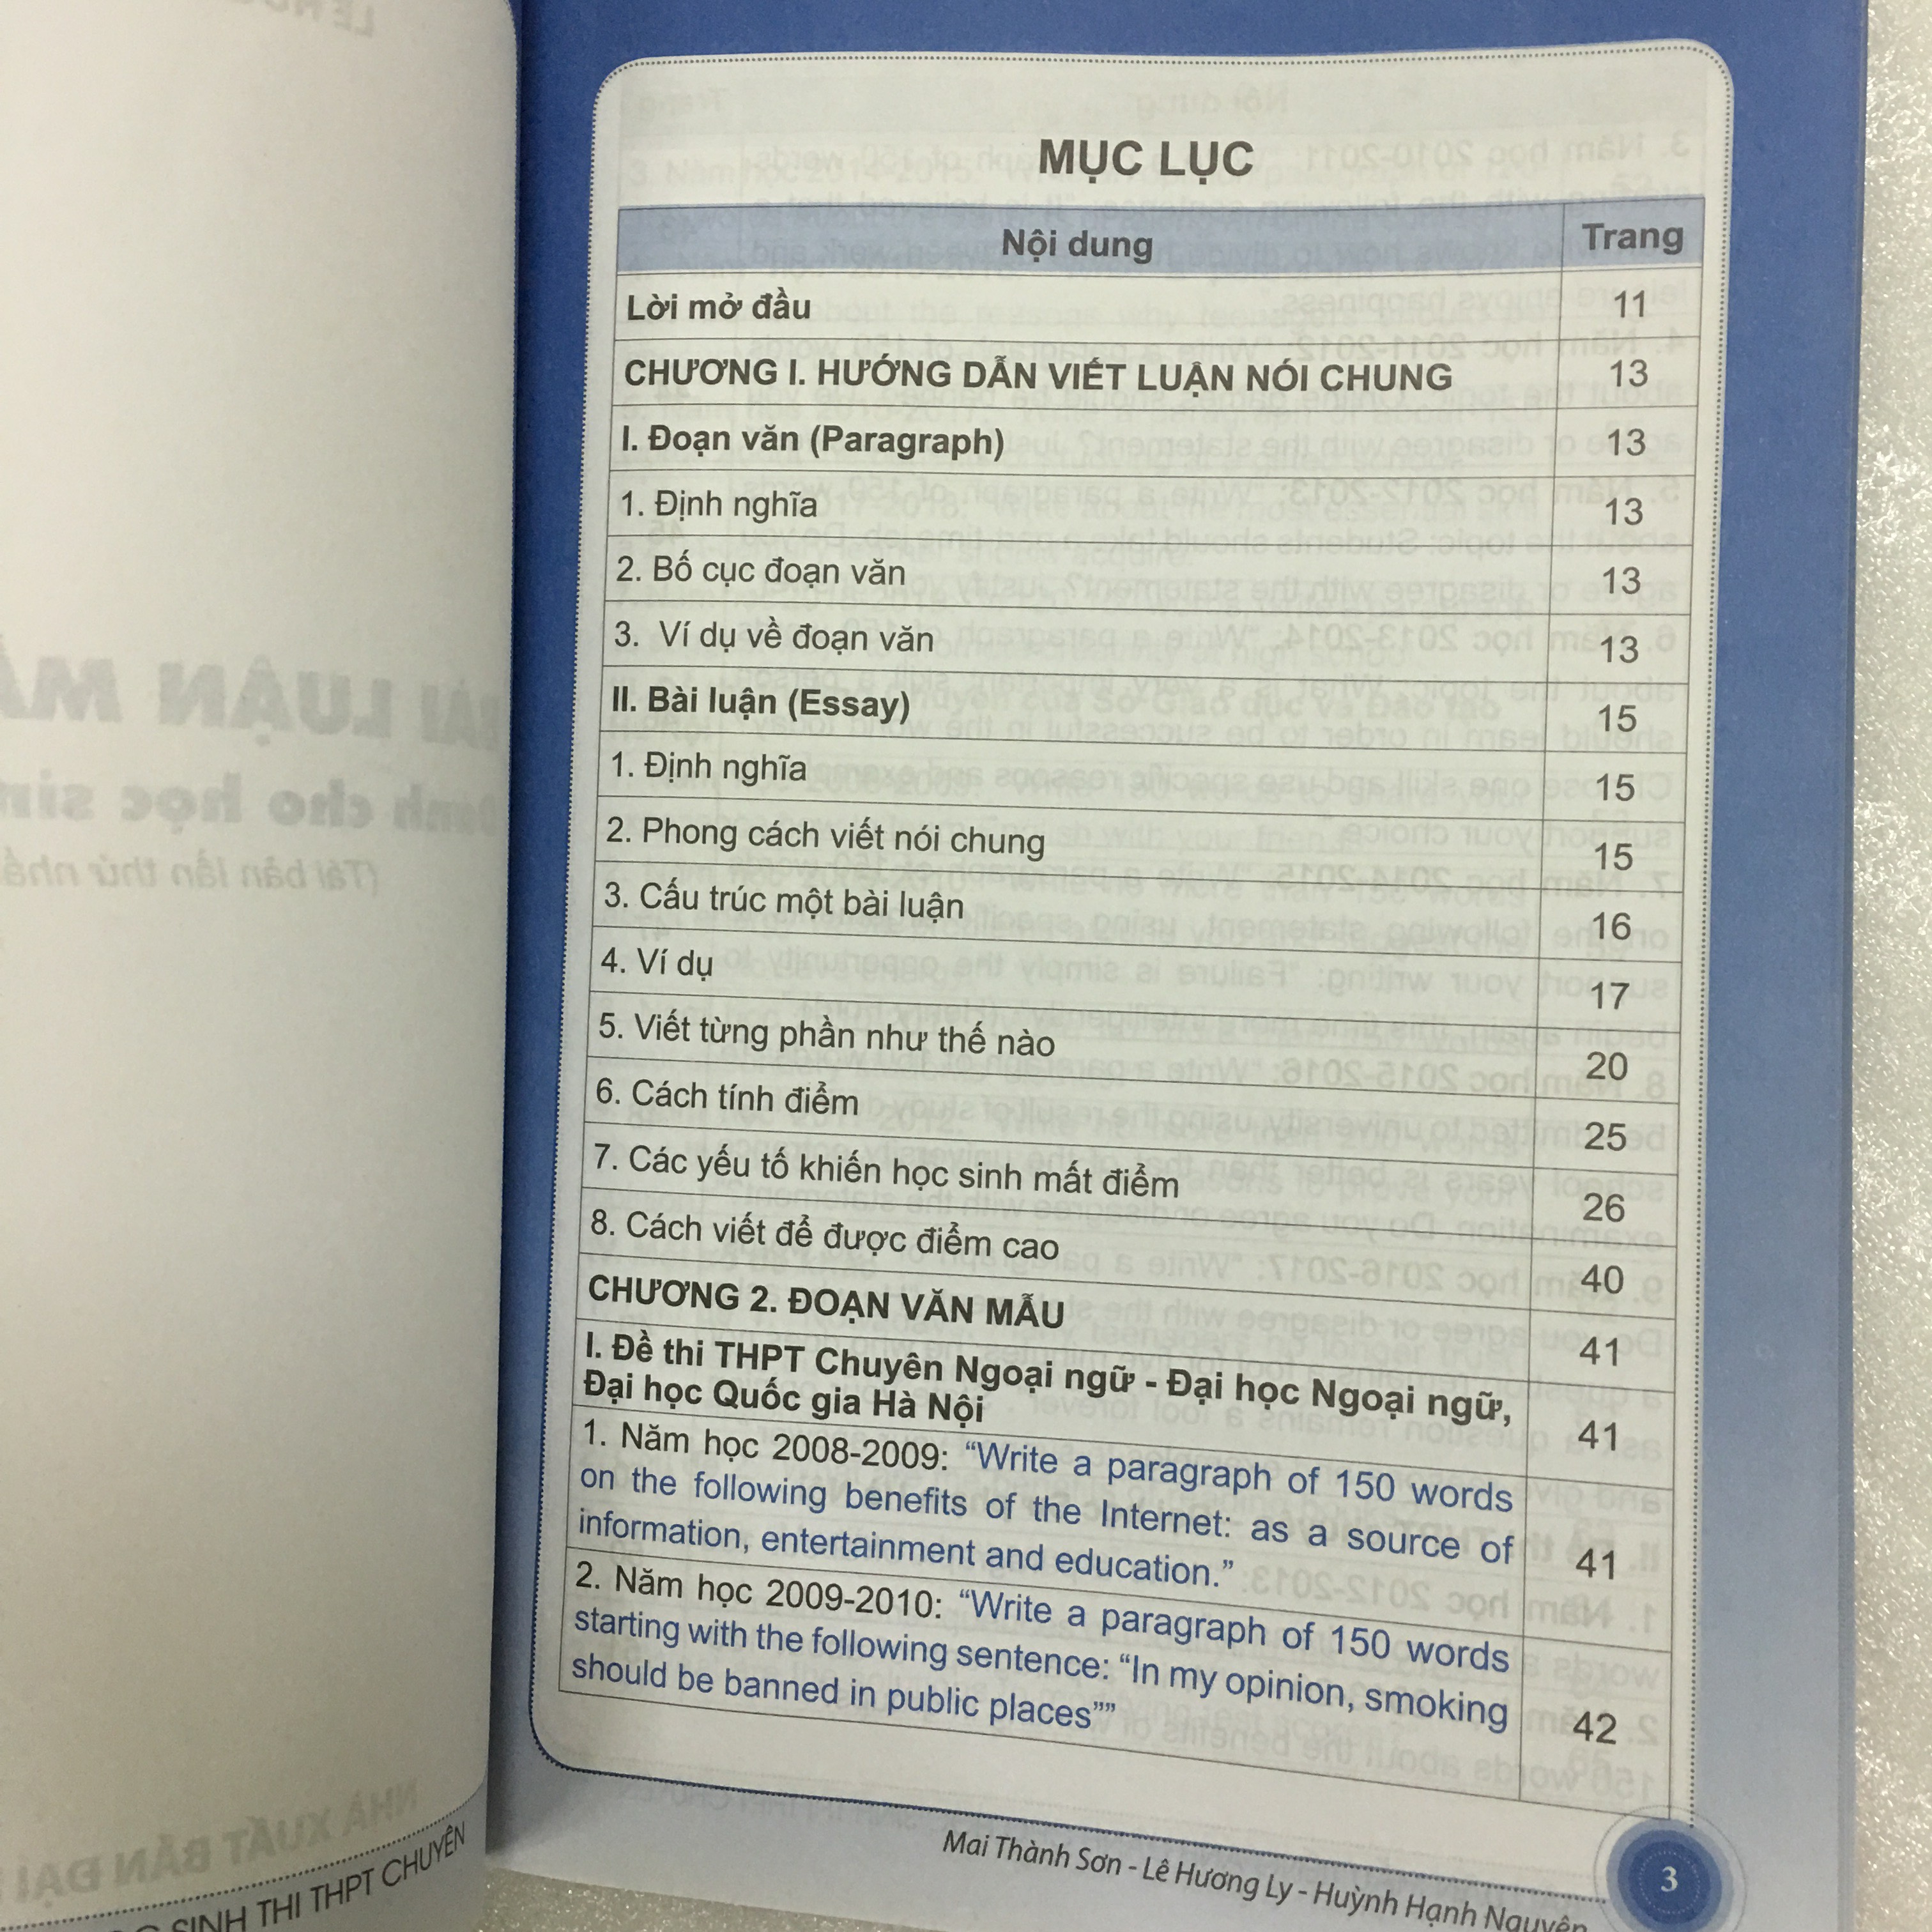 MỤC LỤC
Nội dung Trang
Lời mở đầu 11
CHƯƠNG I. HƯỚNG DẪN VIẾT LUẬN NÓI CHUNG 13
I. Đoạn văn (Paragraph) 13
1. Định nghĩa 13
2. Bố cục đoạn văn 13
3. Ví dụ về đoạn văn 13
II. Bài luận (Essay) 15
1. Định nghĩa 15
2. Phong cách viết nói chung 15
3. Cấu trúc một bài luận 16
4. Ví dụ 17
5. Viết từng phần như thế nào 20
6. Cách tính điểm 25
7. Các yếu tố khiến học sinh mất điểm 26
8. Cách viết để được điểm cao 40
CHƯƠNG 2. ĐOẠN VĂN MẪU 41
I. Đề thi THPT Chuyên Ngoại ngữ - Đại học Ngoại ngữ,
Đại học Quốc gia Hà Nội 41
1. Năm học 2008-2009: “Write a paragraph of 150 words
on the following benefits of the Internet: as a source of
information, entertainment and education.” 41
2. Năm học 2009-2010: “Write a paragraph of 150 words
starting with the following sentence: “In my opinion, smoking
should be banned in public places”” 42
Mai Thành Sơn - Lê Hương Ly - Huỳnh Hạnh Nguyên
3
SINH THI THPT CHUYÊN